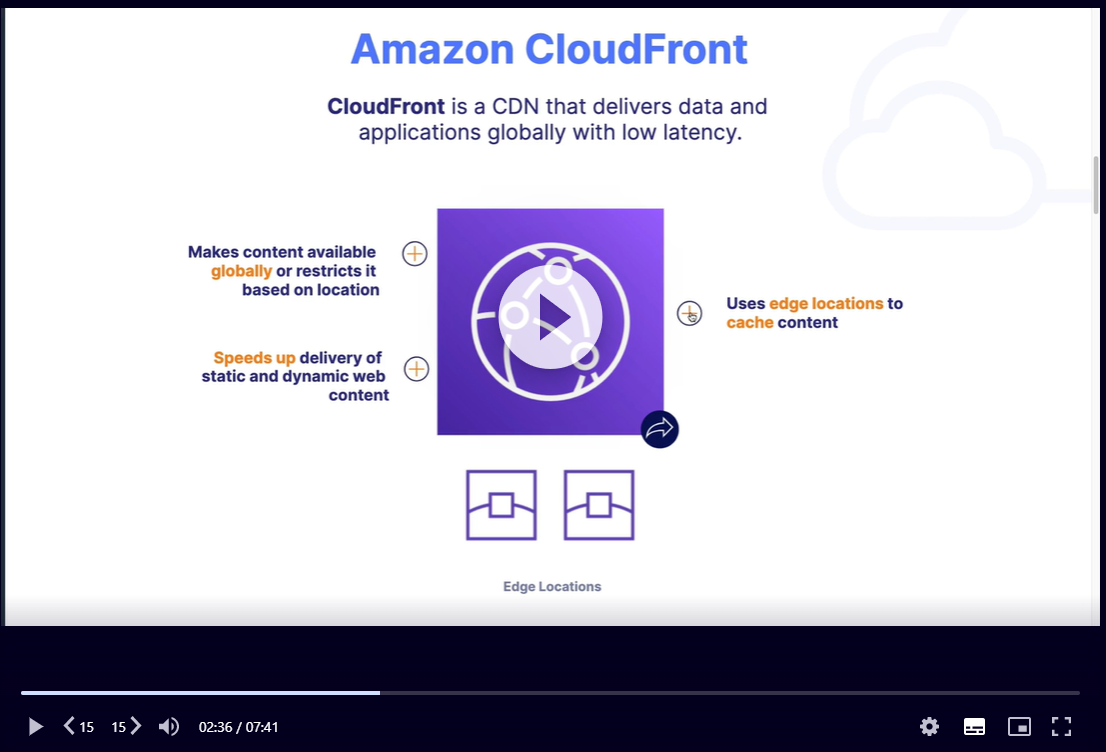 Amazon CloudFront
CloudFront is a CDN that delivers data and
applications globally with low latency.
Makes content available
globally or restricts it
based on location
Speeds up delivery of
static and dynamic web
content
Uses edge locations to
cache content
Edge Locations
15
15
02:36 / 07:41